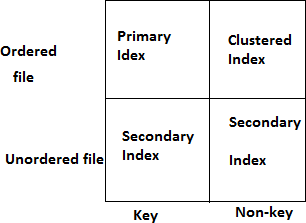 Ordered
file
Primary
Idex
Clustered
Index
Unordered file
Secondary
Index
Secondary
Index
Key
Non-key